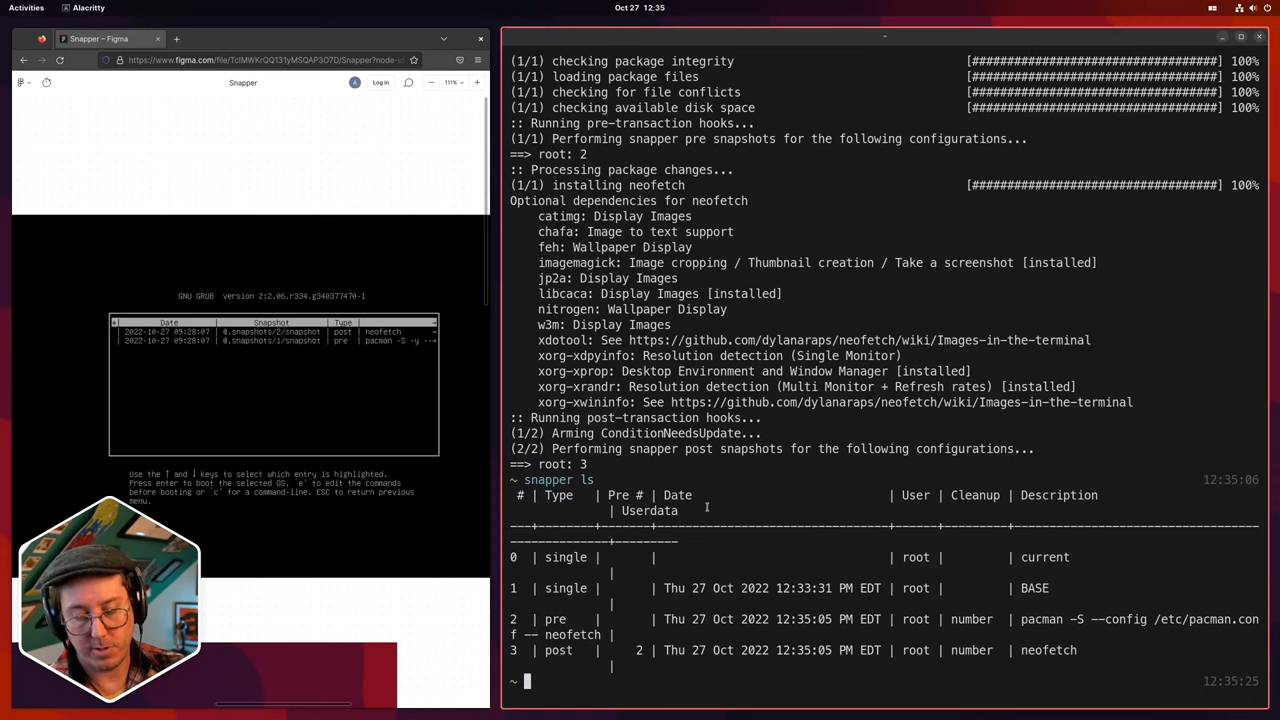 Activities
Alacritty
Oct 27 12:35
Snapper – Figma
https://www.figma.com/file/TclMWKrQQ131yMSQAP3O7D/Snapper?node-i
Snapper
A
Log in
111%
GNU GRUB version 2:2.06.r334.g340377470-1
*| Date | Snapshot | Type |
| 2022-10-27 09:28:07 | @.snapshots/2/snapshot | post | neofetch
| 2022-10-27 09:28:07 | @.snapshots/1/snapshot | pre | pacman -S -y --→
Use the ↑ and ↓ keys to select which entry is highlighted.
Press enter to boot the selected OS, `e' to edit the commands
before booting or `c' for a command-line. ESC to return previous
menu.
~
(1/1) checking package integrity [###################################] 100%
(1/1) loading package files [###################################] 100%
(1/1) checking for file conflicts [###################################] 100%
(1/1) checking available disk space [###################################] 100%
:: Running pre-transaction hooks...
(1/1) Performing snapper pre snapshots for the following configurations...
==> root: 2
:: Processing package changes...
(1/1) installing neofetch [###################################] 100%
Optional dependencies for neofetch
catimg: Display Images
chafa: Image to text support
feh: Wallpaper Display
imagemagick: Image cropping / Thumbnail creation / Take a screenshot [installed]
jp2a: Display Images
libcaca: Display Images [installed]
nitrogen: Wallpaper Display
w3m: Display Images
xdotool: See https://github.com/dylanaraps/neofetch/wiki/Images-in-the-terminal
xorg-xdpyinfo: Resolution detection (Single Monitor)
xorg-xprop: Desktop Environment and Window Manager [installed]
xorg-xrandr: Resolution detection (Multi Monitor + Refresh rates) [installed]
xorg-xwininfo: See https://github.com/dylanaraps/neofetch/wiki/Images-in-the-terminal
:: Running post-transaction hooks...
(1/2) Arming ConditionNeedsUpdate...
(2/2) Performing snapper post snapshots for the following configurations...
==> root: 3
~ snapper ls 12:35:06
# | Type | Pre # | Date | User | Cleanup | Description
| Userdata
---+--------+-------+---------------------------------+------+---------+----------------------------------
---------------+---------
0 | single | | | root | | current
|
1 | single | | Thu 27 Oct 2022 12:33:31 PM EDT | root | | BASE
|
2 | pre | | Thu 27 Oct 2022 12:35:05 PM EDT | root | number | pacman -S --config /etc/pacman.con
f -- neofetch |
3 | post | 2 | Thu 27 Oct 2022 12:35:05 PM EDT | root | number | neofetch
|
~ 12:35:25